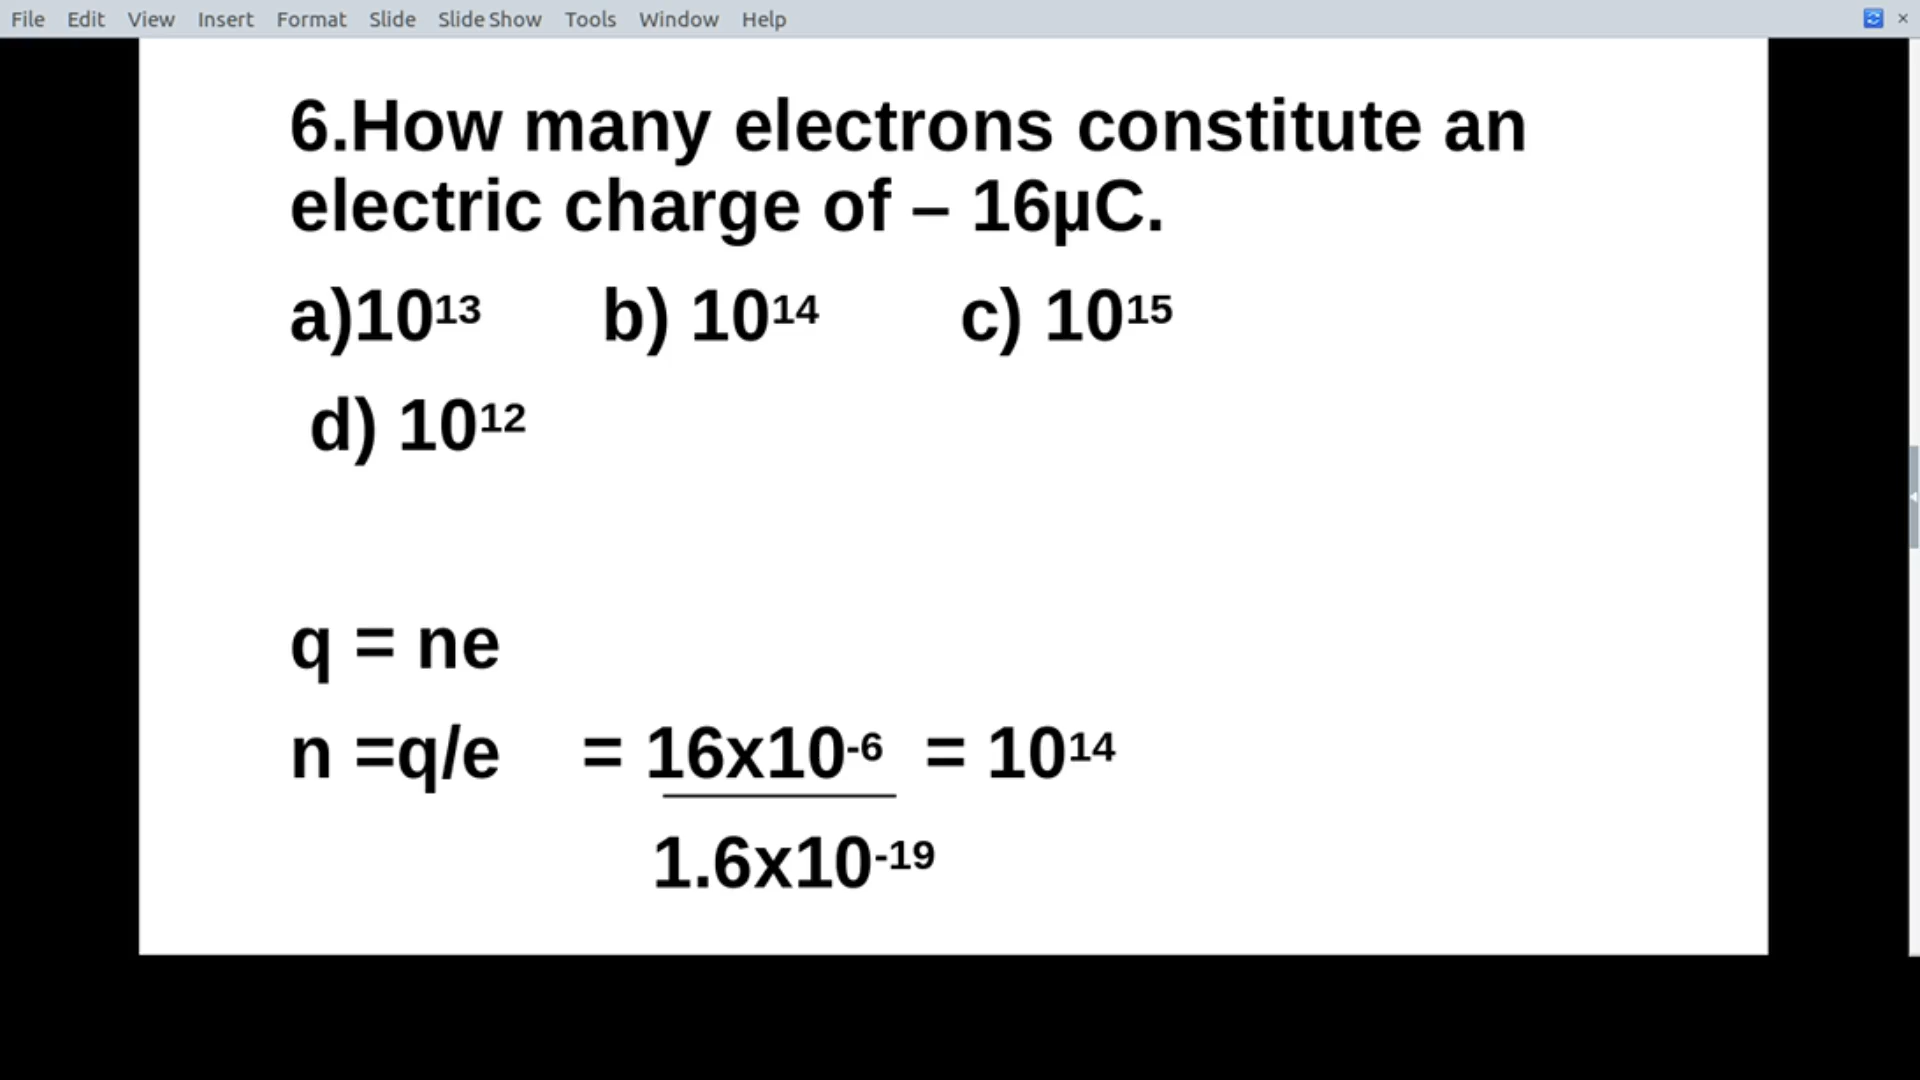 File Edit View Insert Format Slide Slide Show Tools Window Help
6.How many electrons constitute an
electric charge of – 16µC.
a)10¹³ b) 10¹⁴ c) 10¹⁵
d) 10¹²
q = ne
n =q/e = 16x10⁻⁶ = 10¹⁴
1.6x10⁻¹⁹